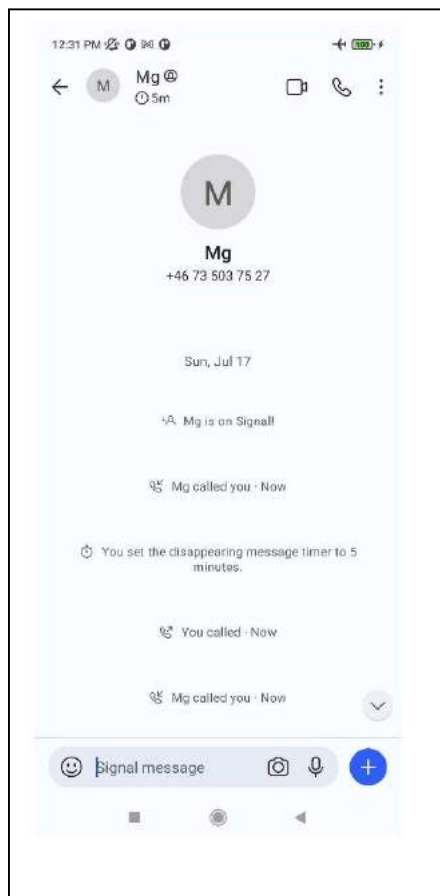 12:31 PM
100
M
Mg
5m
M
Mg
+46 73 503 75 27
Sun, Jul 17
Mg is on Signal!
Mg called you · Now
You set the disappearing message timer to 5
minutes.
You called · Now
Mg called you · Now
Signal message